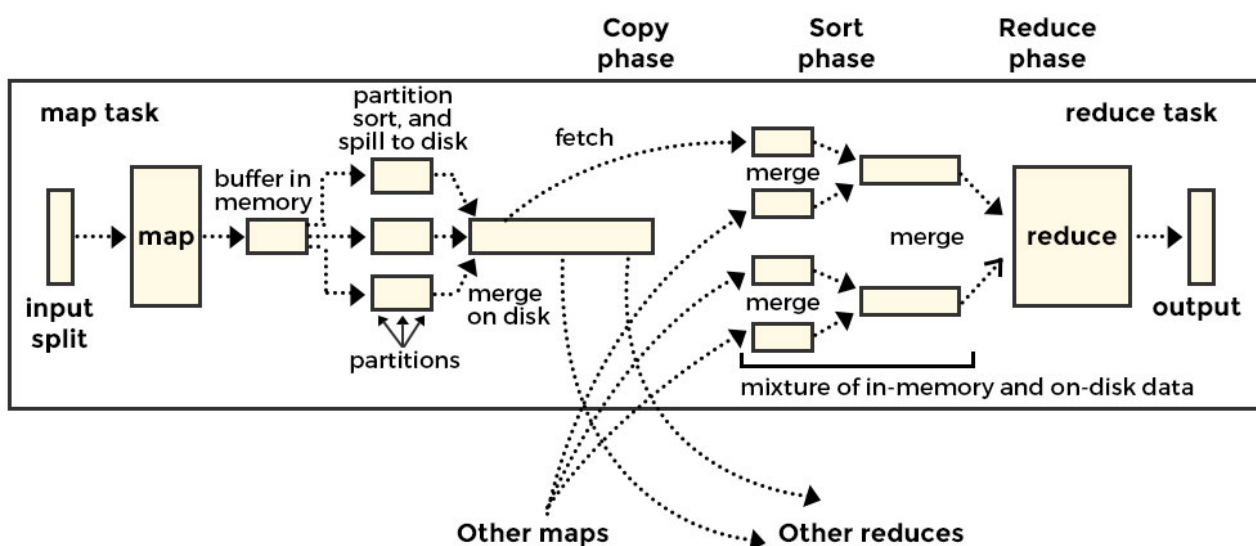 Copy
phase
Sort
phase
Reduce
phase
map task
partition
sort, and
spill to disk
fetch
reduce task
buffer in
memory
merge
map
merge
reduce
input
split
merge
on disk
merge
output
partitions
mixture of in-memory and on-disk data
Other maps
Other reduces